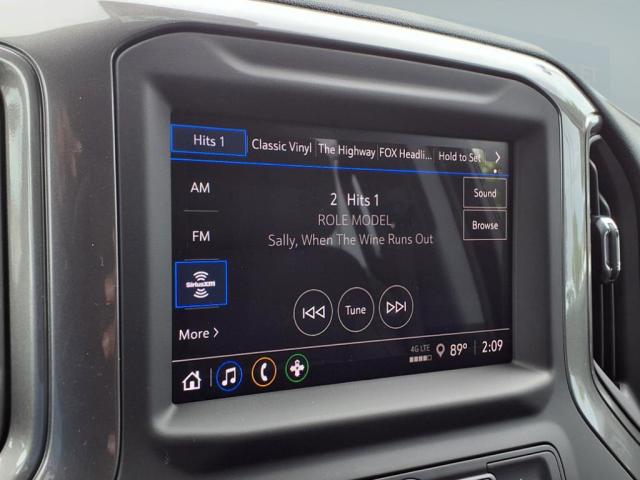 Hits 1 Classic Vinyl The Highway FOX Headli... Hold to Set
AM
2 Hits 1
Sound
ROLE MODEL
FM
Browse
Sally, When The Wine Runs Out
SiriusXM
Tune
More
4G LTE
89° 2:09